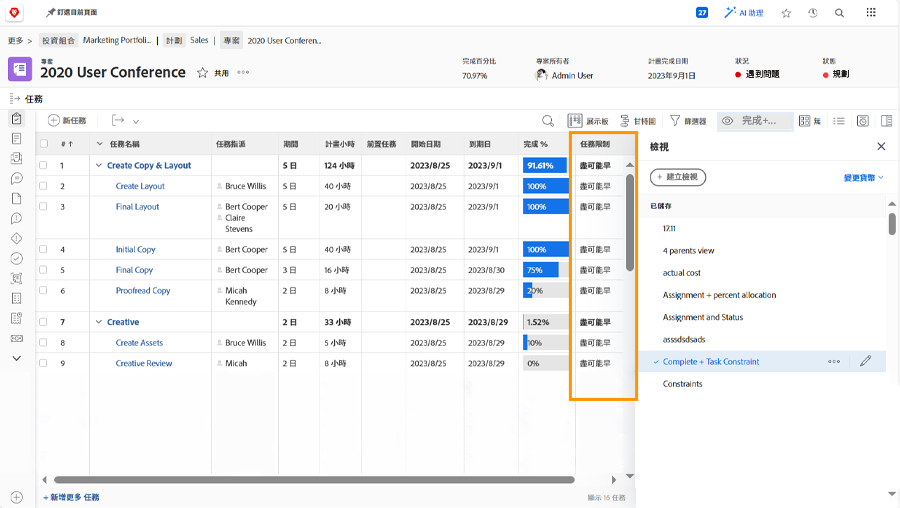 釘選目前頁面
27
AI 助理
更多 > 投資組合 Marketing Portfolio... 計劃 Sales 專案 2020 User Conferen...
專案
2020 User Conference
共用
完成百分比
70.97%
專案所有者
Admin User
計畫完成日期
2023年9月1日
狀況
遇到問題
狀態
規劃
任務
新任務
展示板
甘特圖
篩選器
完成+...
無
# ↑ 任務名稱 任務指派 期間 計畫小時 前置任務 開始日期 到期日 完成 % 任務限制
1 Create Copy & Layout 5 日 124 小時 2023/8/25 2023/9/1 91.61% 盡可能早
2 Create Layout Bruce Willis 5 日 40 小時 2023/8/25 2023/9/1 100% 盡可能早
3 Final Layout Bert Cooper 5 日 20 小時 2023/8/25 2023/9/1 100% 盡可能早
Claire
Stevens
4 Initial Copy Bert Cooper 5 日 40 小時 2023/8/25 2023/9/1 100% 盡可能早
5 Final Copy Bert Cooper 3 日 16 小時 2023/8/25 2023/8/30 75% 盡可能早
6 Proofread Copy Micah 2 日 8 小時 2023/8/25 2023/8/29 20% 盡可能早
Kennedy
7 Creative 2 日 33 小時 2023/8/25 2023/8/29 1.52% 盡可能早
8 Create Assets Bruce Willis 2 日 5 小時 2023/8/25 2023/8/29 10% 盡可能早
9 Creative Review Micah 2 日 8 小時 2023/8/25 2023/8/29 0% 盡可能早
+ 新增更多 任務
顯示 15 任務
檢視
+ 建立檢視
變更貨幣
已儲存
17.11
4 parents view
actual cost
Assignment + percent allocation
Assignment and Status
asssdsdsads
Complete + Task Constraint
Constraints